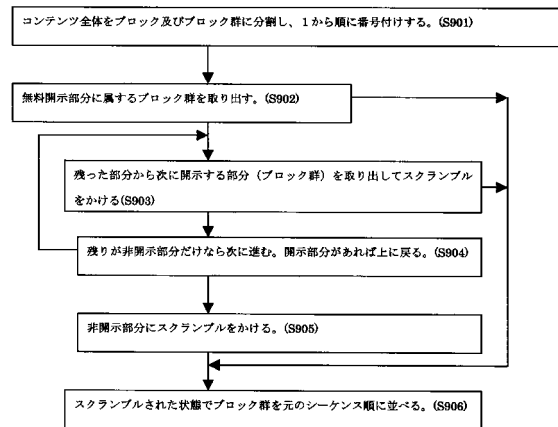 コンテンツ全体をブロック及びブロック群に分割し、1から順に番号付けする。(S901)
無料開示部分に属するブロック群を取り出す。(S902)
残った部分から次に開示する部分（ブロック群）を取り出してスクランブル
をかける(S903)
残りが非開示部分だけなら次に進む。開示部分があれば上に戻る。(S904)
非開示部分にスクランブルをかける。(S905)
スクランブルされた状態でブロック群を元のシーケンス順に並べる。(S906)